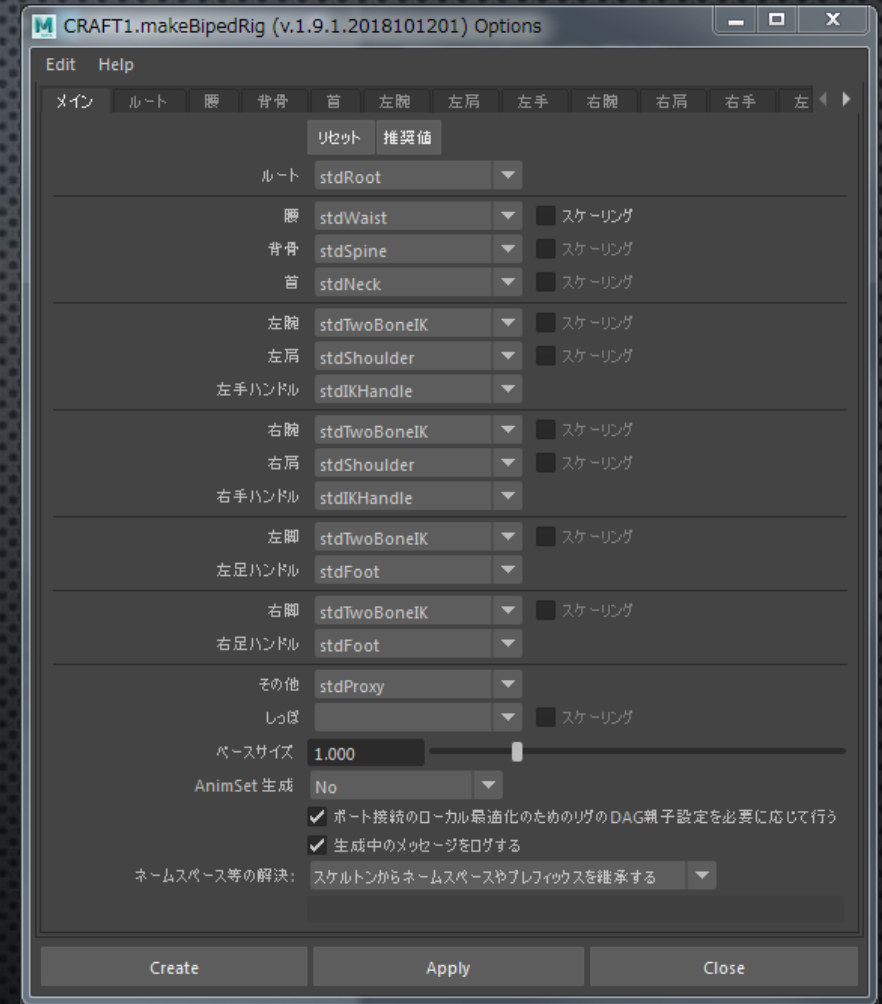 M CRAFT1.makeBipedRig (v.1.9.1.2018101201) Options
Edit Help
メイン ルート 腰 背骨 首 左腕 左肩 左手 右腕 右肩 右手 左
リセット 推奨値
ルート stdRoot
腰 stdWaist スケーリング
背骨 stdSpine スケーリング
首 stdNeck スケーリング
左腕 stdTwoBoneIK スケーリング
左肩 stdShoulder スケーリング
左手ハンドル stdIKHandle
右腕 stdTwoBoneIK スケーリング
右肩 stdShoulder スケーリング
右手ハンドル stdIKHandle
左脚 stdTwoBoneIK スケーリング
左足ハンドル stdFoot
右脚 stdTwoBoneIK スケーリング
右足ハンドル stdFoot
その他 stdProxy
しっぽ スケーリング
ベースサイズ 1.000
AnimSet 生成 No
ポート接続のローカル最適化のためのリグのDAG親子設定を必要に応じて行う
生成中のメッセージをログする
ネームスペース等の解決: スケルトンからネームスペースやプレフィックスを継承する
Create Apply Close